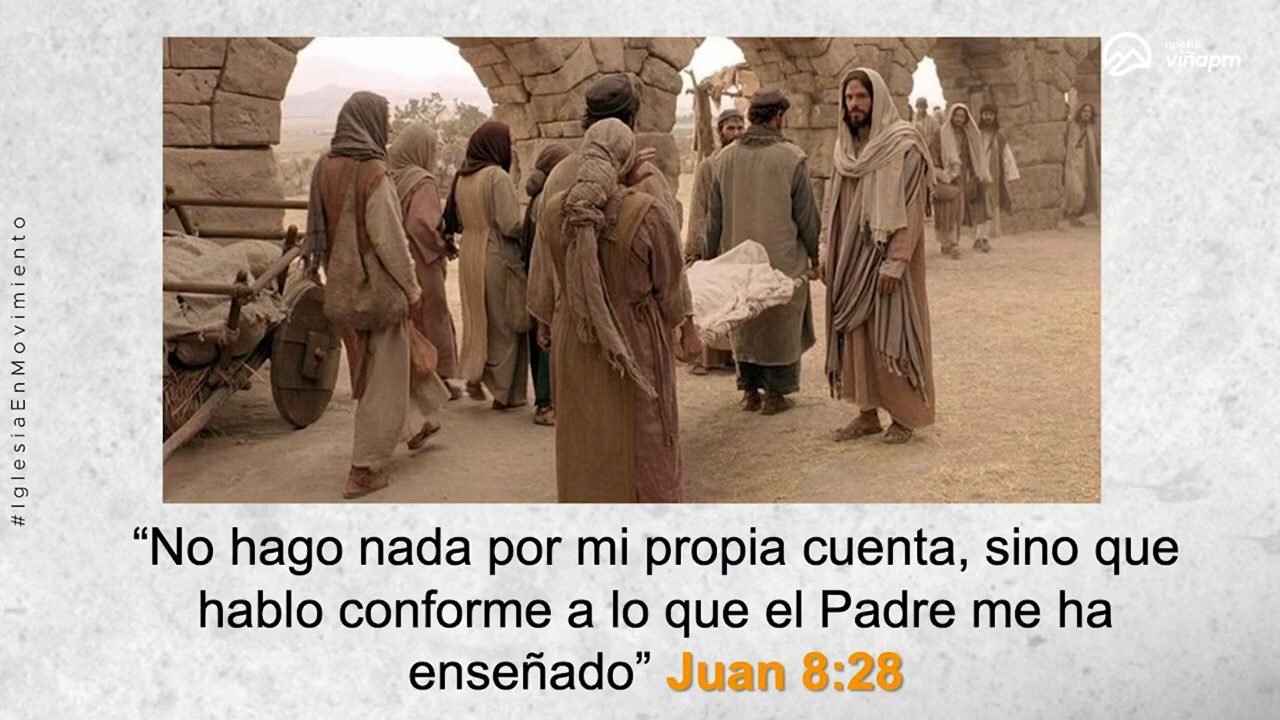 iglesia
viñapm
#IglesiaEnMovimiento
“No hago nada por mi propia cuenta, sino que
hablo conforme a lo que el Padre me ha
enseñado” Juan 8:28